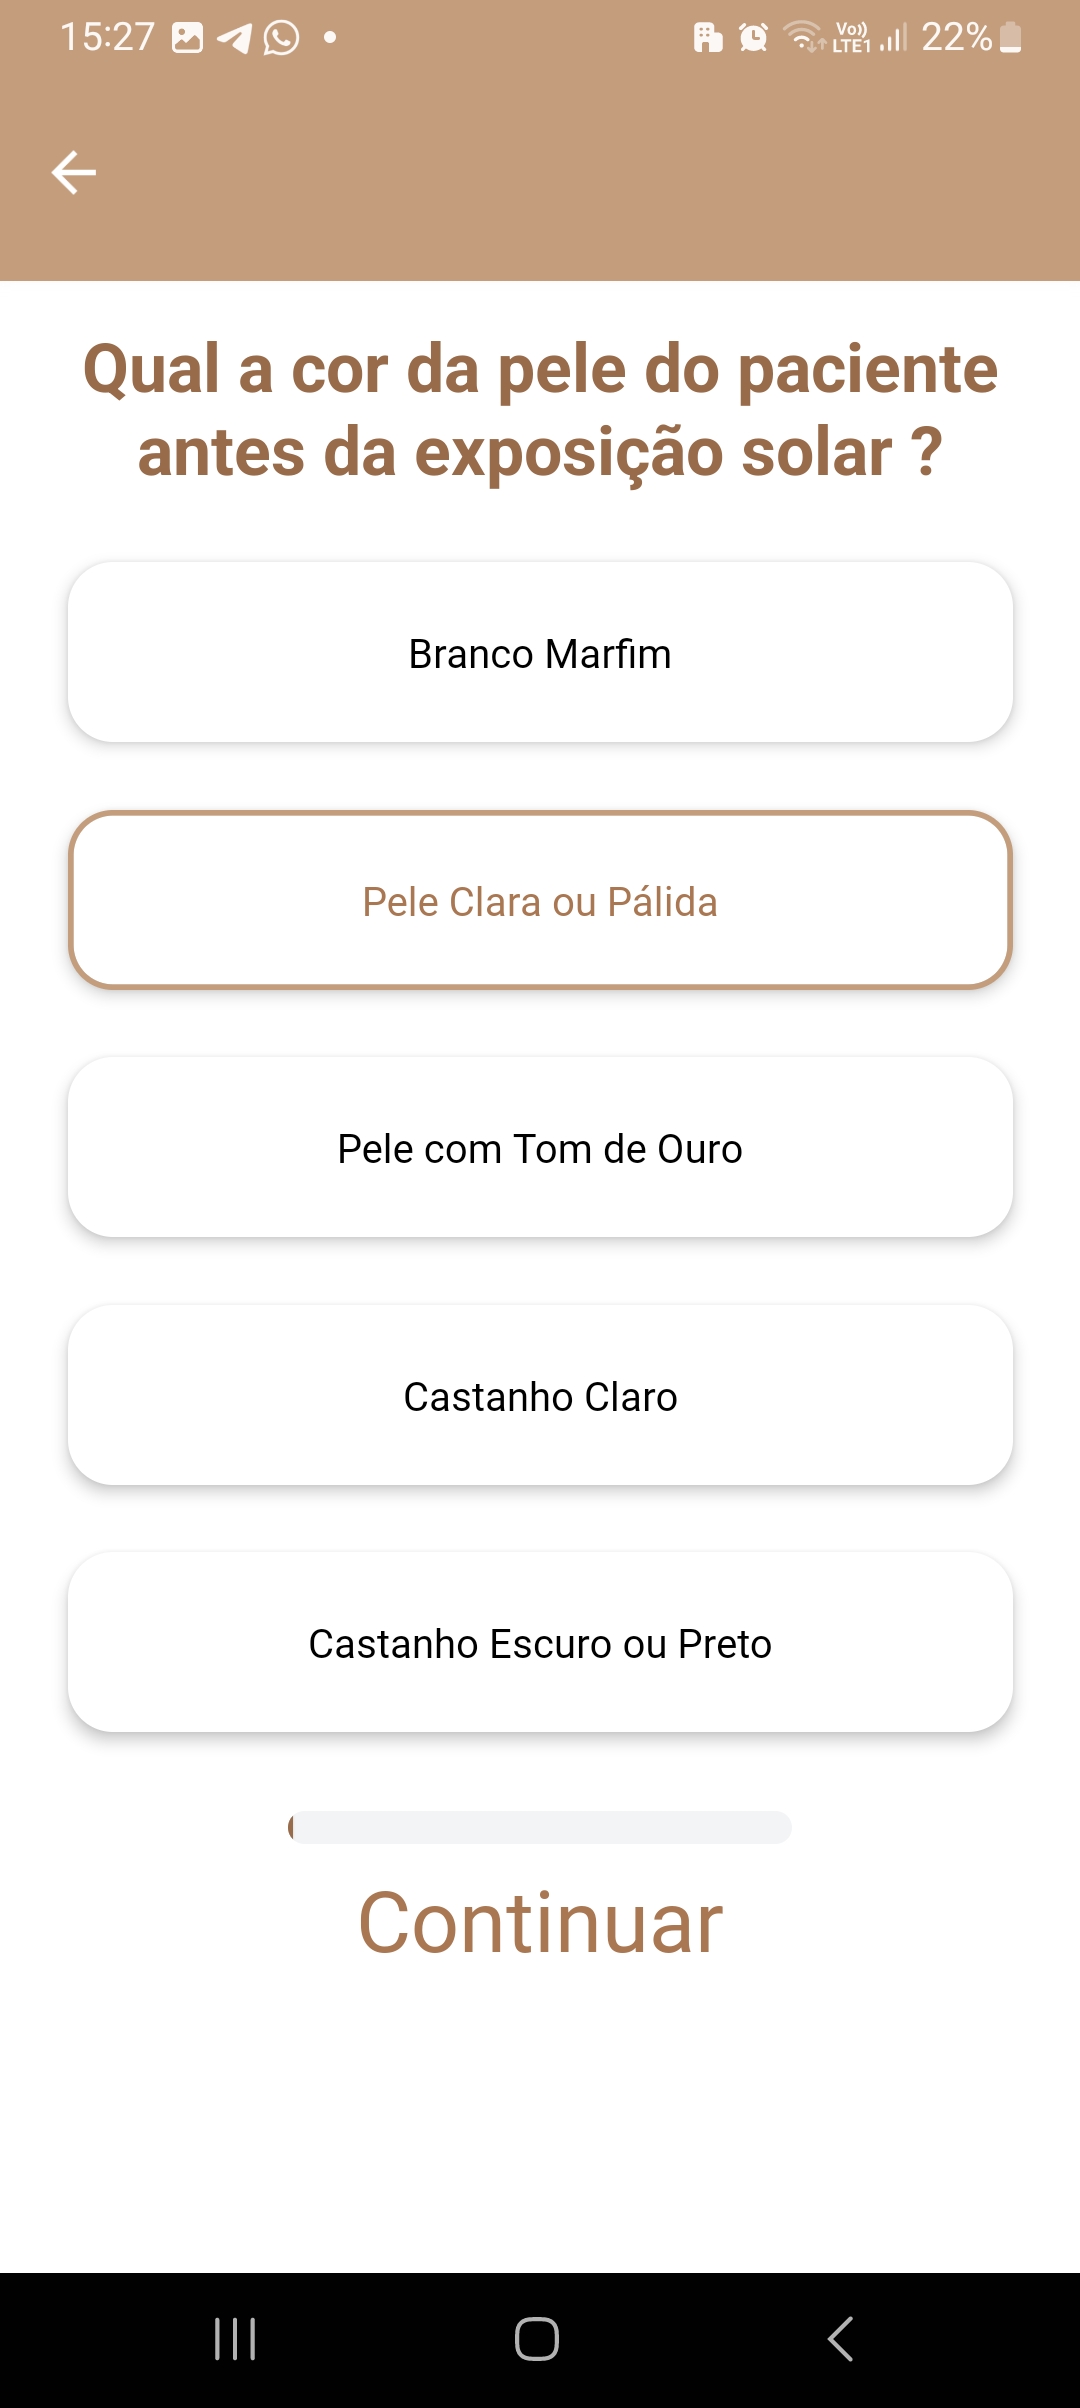 15:27
Vo)) LTE1 22%
Qual a cor da pele do paciente
antes da exposição solar ?
Branco Marfim
Pele Clara ou Pálida
Pele com Tom de Ouro
Castanho Claro
Castanho Escuro ou Preto
Continuar